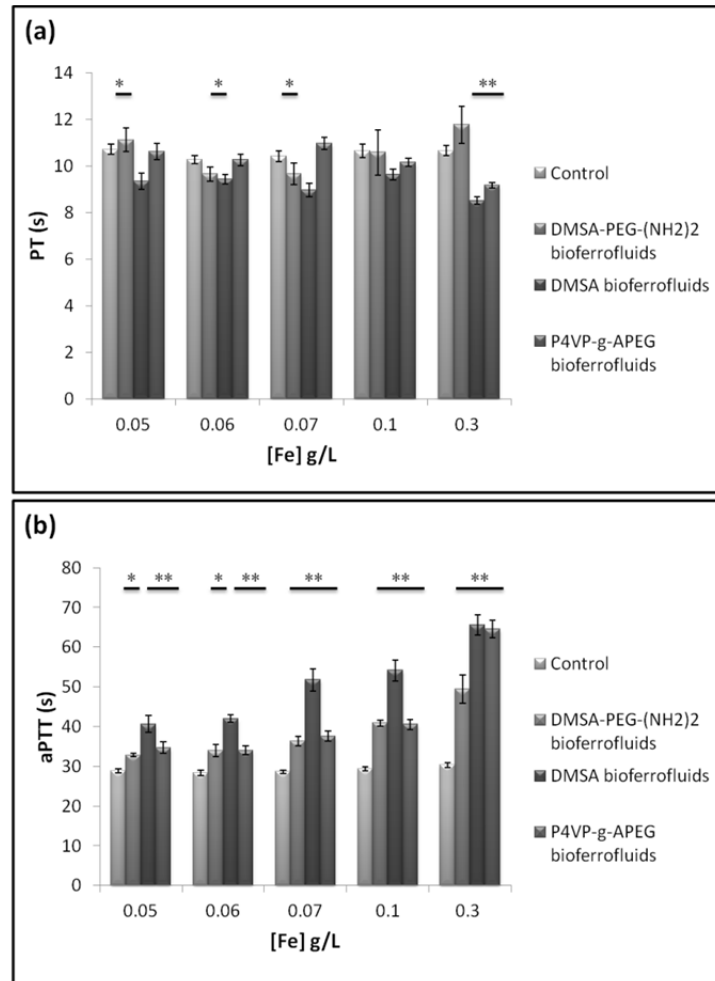 (a)
* * * **
14
12
10
8
6
4
2
0
PT (s)
0.05 0.06 0.07 0.1 0.3
[Fe] g/L
Control
DMSA-PEG-(NH2)2
bioferrofluids
DMSA bioferrofluids
P4VP-g-APEG
bioferrofluids
(b)
* ** * ** ** ** **
80
70
60
50
40
30
20
10
0
aPTT (s)
0.05 0.06 0.07 0.1 0.3
[Fe] g/L
Control
DMSA-PEG-(NH2)2
bioferrofluids
DMSA bioferrofluids
P4VP-g-APEG
bioferrofluids